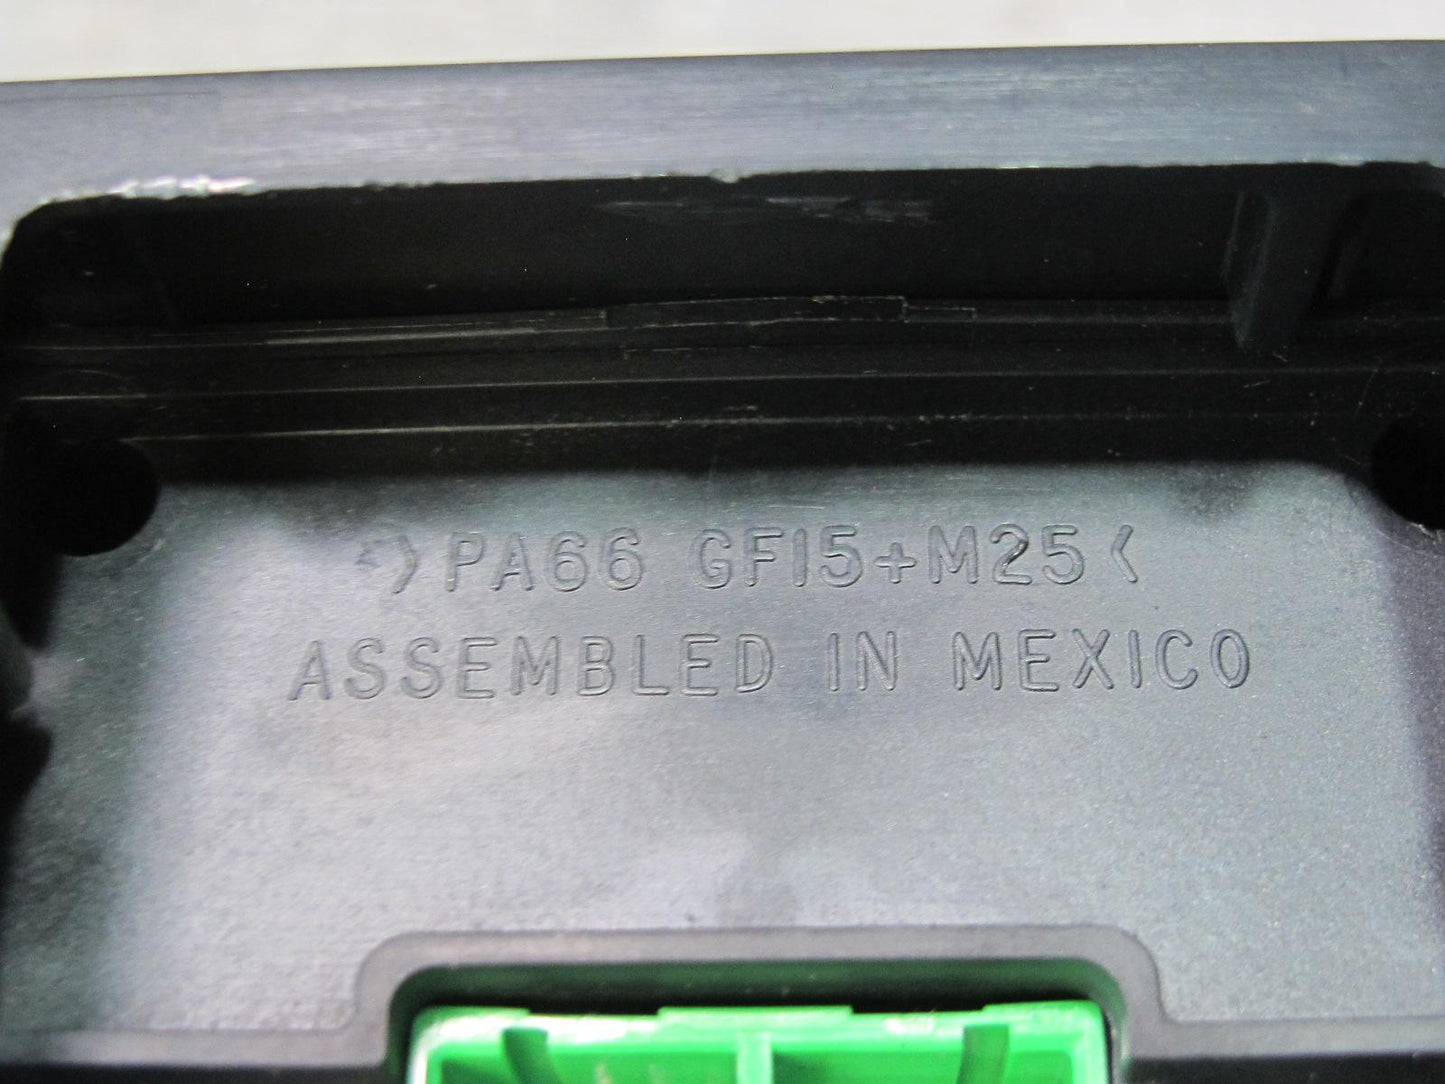 >PA66 GF15+M25<
ASSEMBLED IN MEXICO